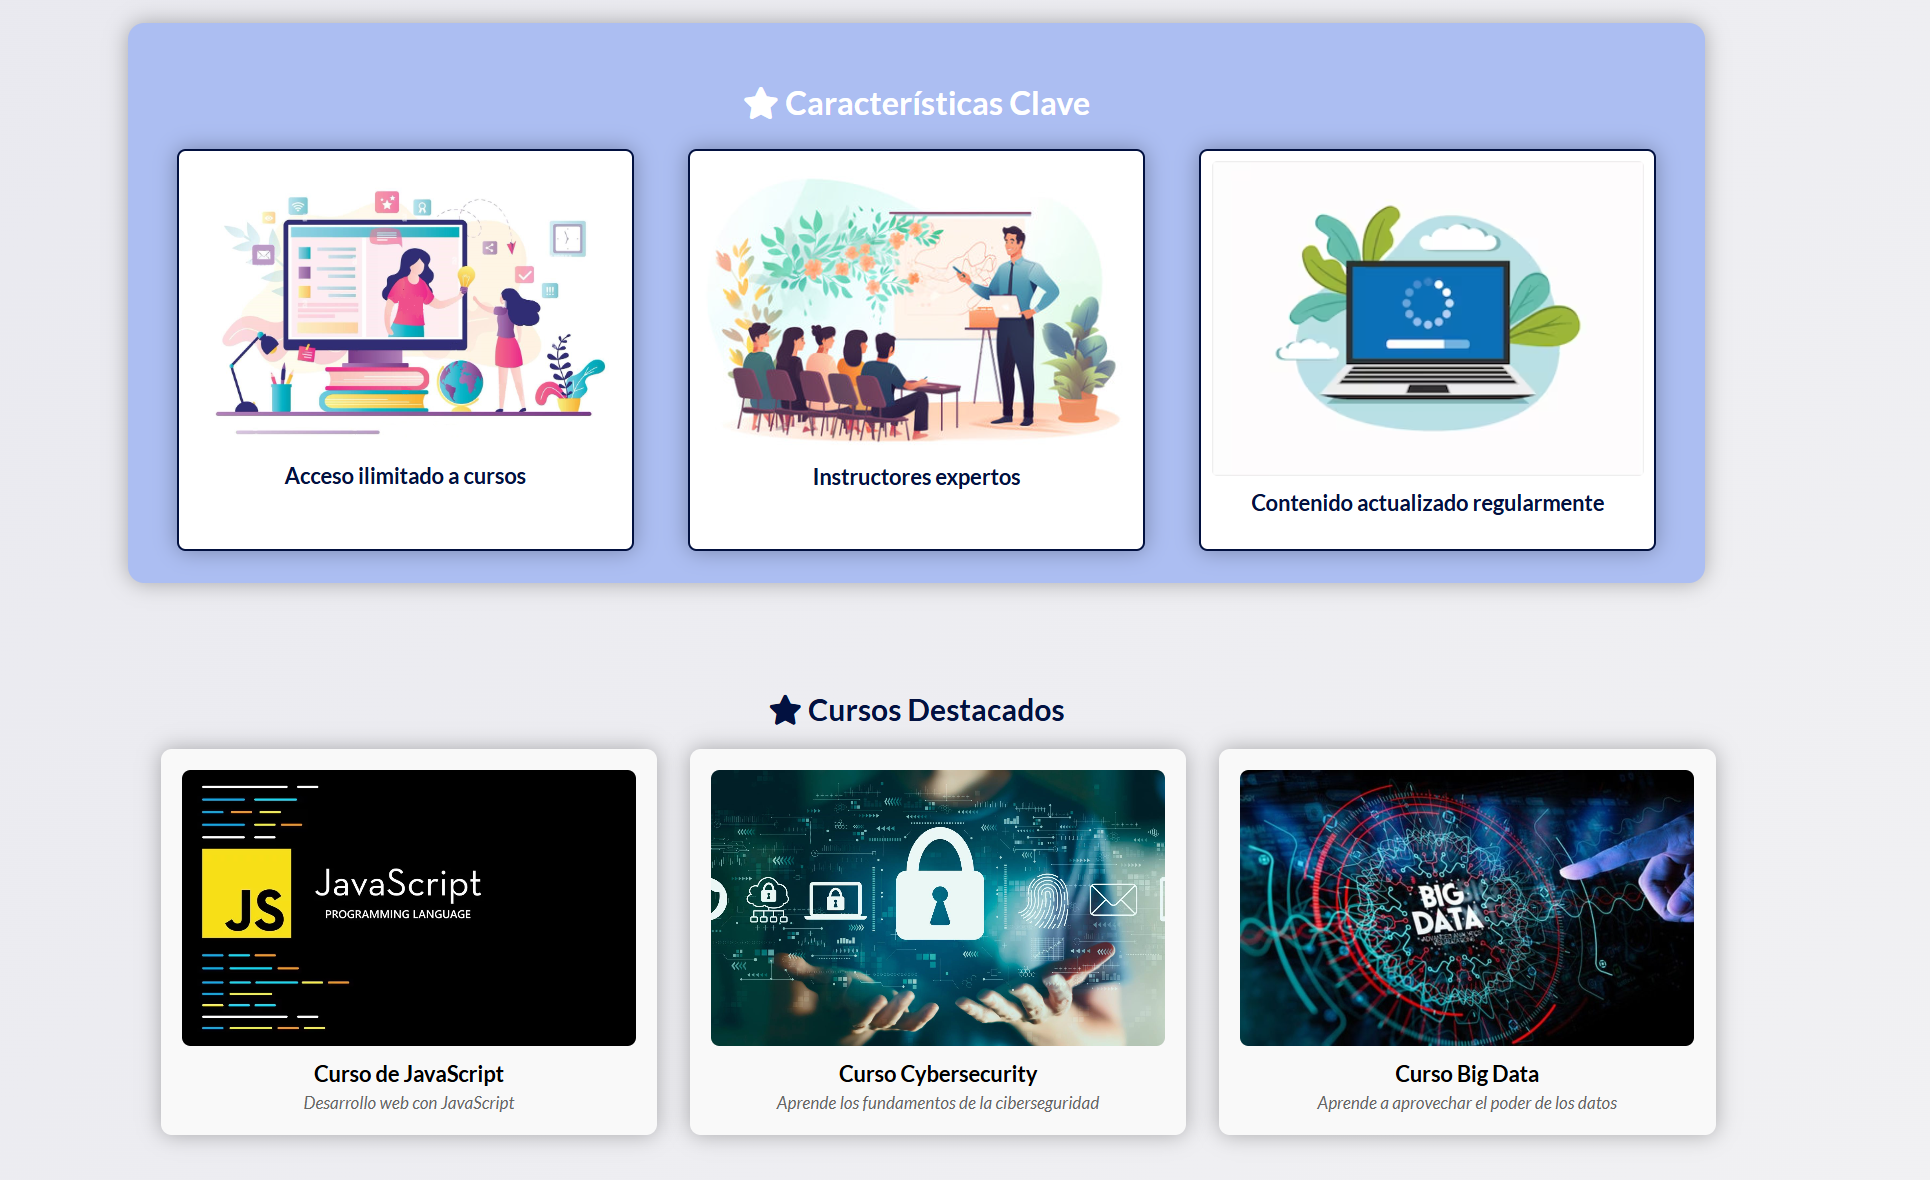 Características Clave
Acceso ilimitado a cursos
Instructores expertos
Contenido actualizado regularmente
Cursos Destacados
JS
JavaScript
PROGRAMMING LANGUAGE
BIG
DATA
Curso de JavaScript
Desarrollo web con JavaScript
Curso Cybersecurity
Aprende los fundamentos de la ciberseguridad
Curso Big Data
Aprende a aprovechar el poder de los datos